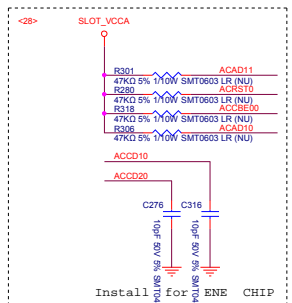 <28>
SLOT_VCCA
R301
ACAD11
47KΩ 5% 1/10W SMT0603 LR (NU)
R280
ACRST0
47KΩ 5% 1/10W SMT0603 LR (NU)
R318
ACCBE00
47KΩ 5% 1/10W SMT0603 LR (NU)
R306
ACAD10
47KΩ 5% 1/10W SMT0603 LR (NU)
ACCD10
ACCD20
C276
C316
10pF 50V 5% SMT04
10pF 50V 5% SMT04
Install for ENE CHIP